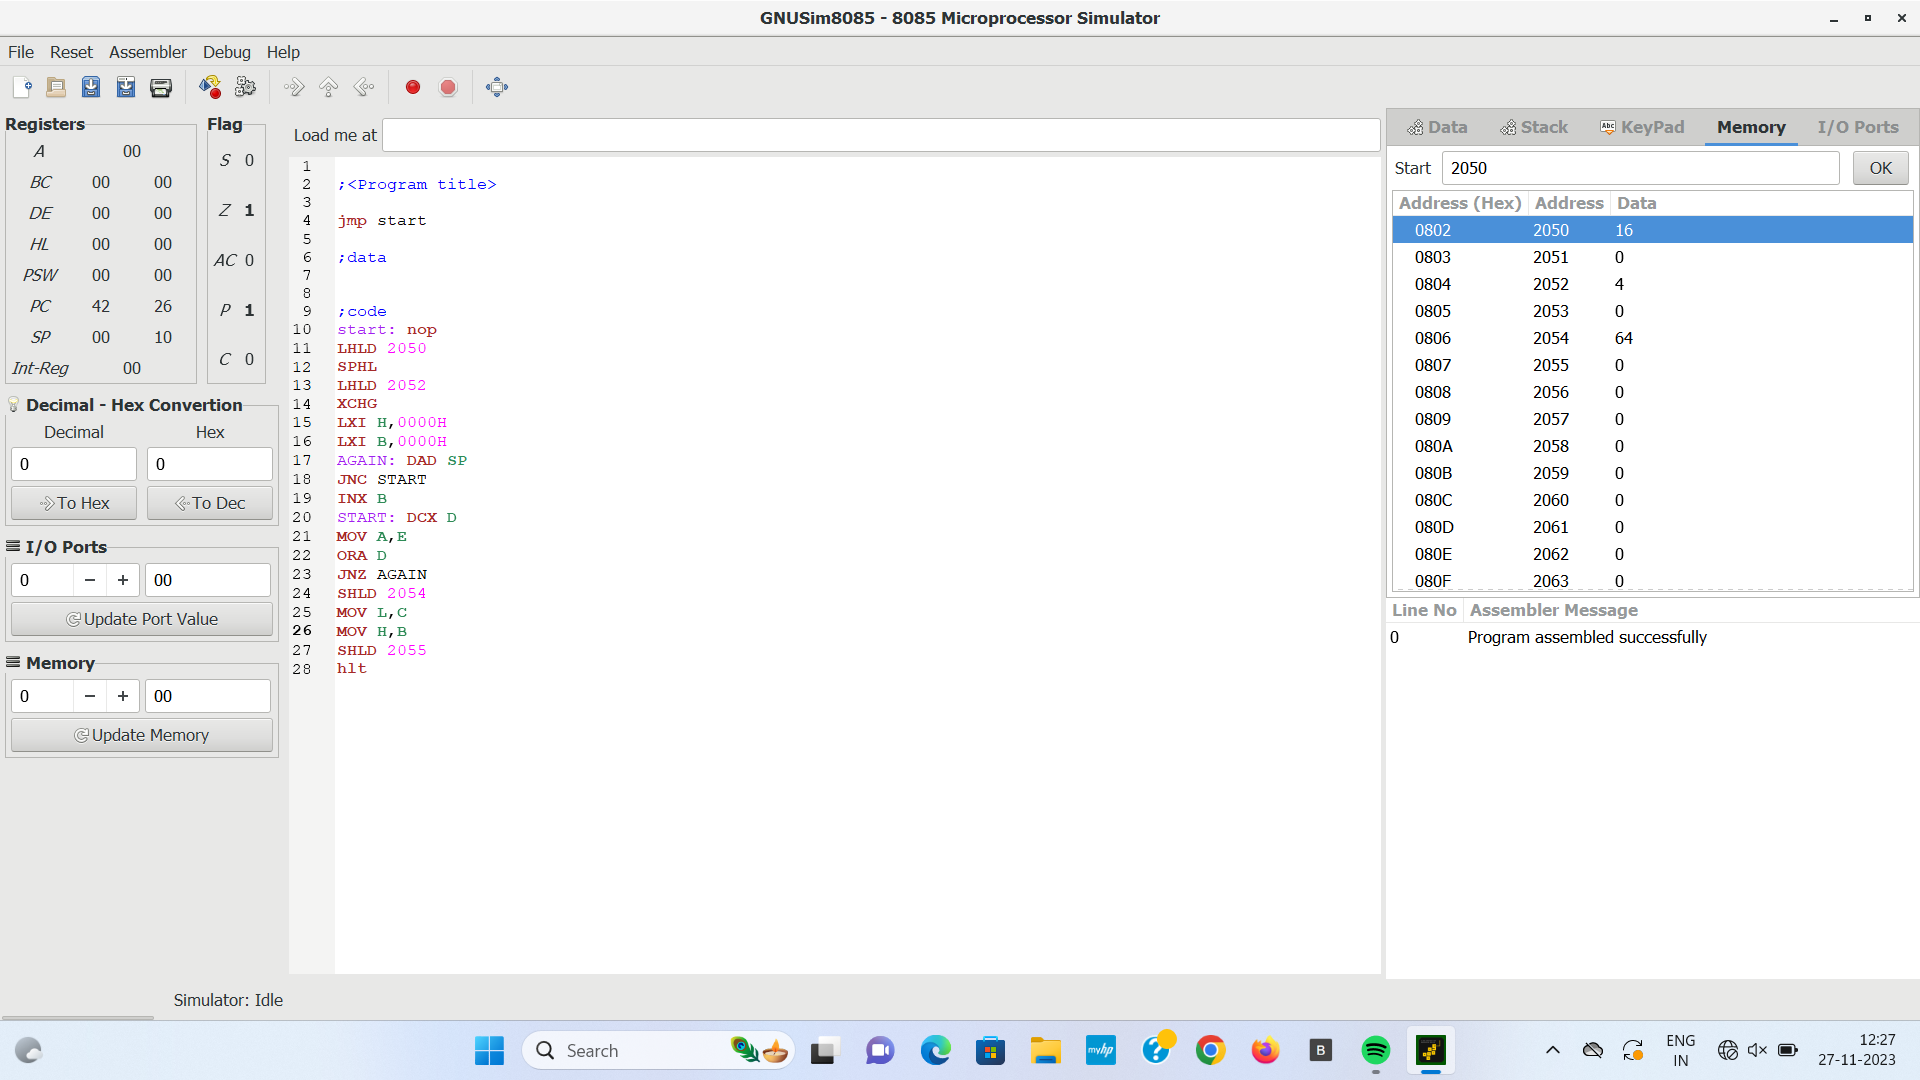 GNUSim8085 - 8085 Microprocessor Simulator
File Reset Assembler Debug Help
Registers
A 00
BC 00 00
DE 00 00
HL 00 00
PSW 00 00
PC 42 26
SP 00 10
Int-Reg 00
Flag
S 0
Z 1
AC 0
P 1
C 0
Decimal - Hex Convertion
Decimal Hex
0 0
To Hex To Dec
I/O Ports
0 − + 00
Update Port Value
Memory
0 − + 00
Update Memory
Load me at
1
2 ;<Program title>
3
4 jmp start
5
6 ;data
7
8
9 ;code
10 start: nop
11 LHLD 2050
12 SPHL
13 LHLD 2052
14 XCHG
15 LXI H,0000H
16 LXI B,0000H
17 AGAIN: DAD SP
18 JNC START
19 INX B
20 START: DCX D
21 MOV A,E
22 ORA D
23 JNZ AGAIN
24 SHLD 2054
25 MOV L,C
26 MOV H,B
27 SHLD 2055
28 hlt
Data Stack Abc KeyPad Memory I/O Ports
Start 2050 OK
Address (Hex) Address Data
0802 2050 16
0803 2051 0
0804 2052 4
0805 2053 0
0806 2054 64
0807 2055 0
0808 2056 0
0809 2057 0
080A 2058 0
080B 2059 0
080C 2060 0
080D 2061 0
080E 2062 0
080F 2063 0
Line No Assembler Message
0 Program assembled successfully
Simulator: Idle
Search
myhp
?
B
ENG
IN
12:27
27-11-2023